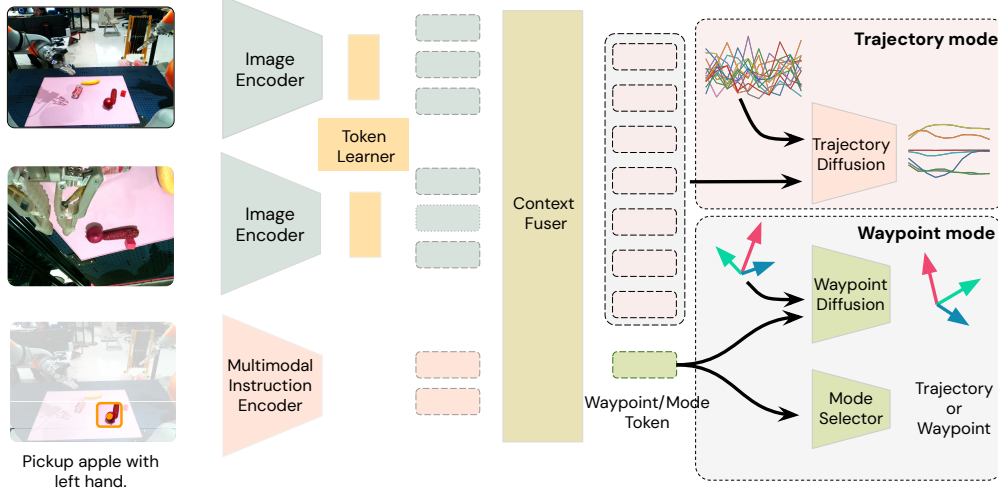 Image
Encoder
Token
Learner
Image
Encoder
Multimodal
Instruction
Encoder
Pickup apple with
left hand.
Context
Fuser
Waypoint/Mode
Token
Trajectory mode
Trajectory
Diffusion
Waypoint mode
Waypoint
Diffusion
Mode
Selector
Trajectory
or
Waypoint